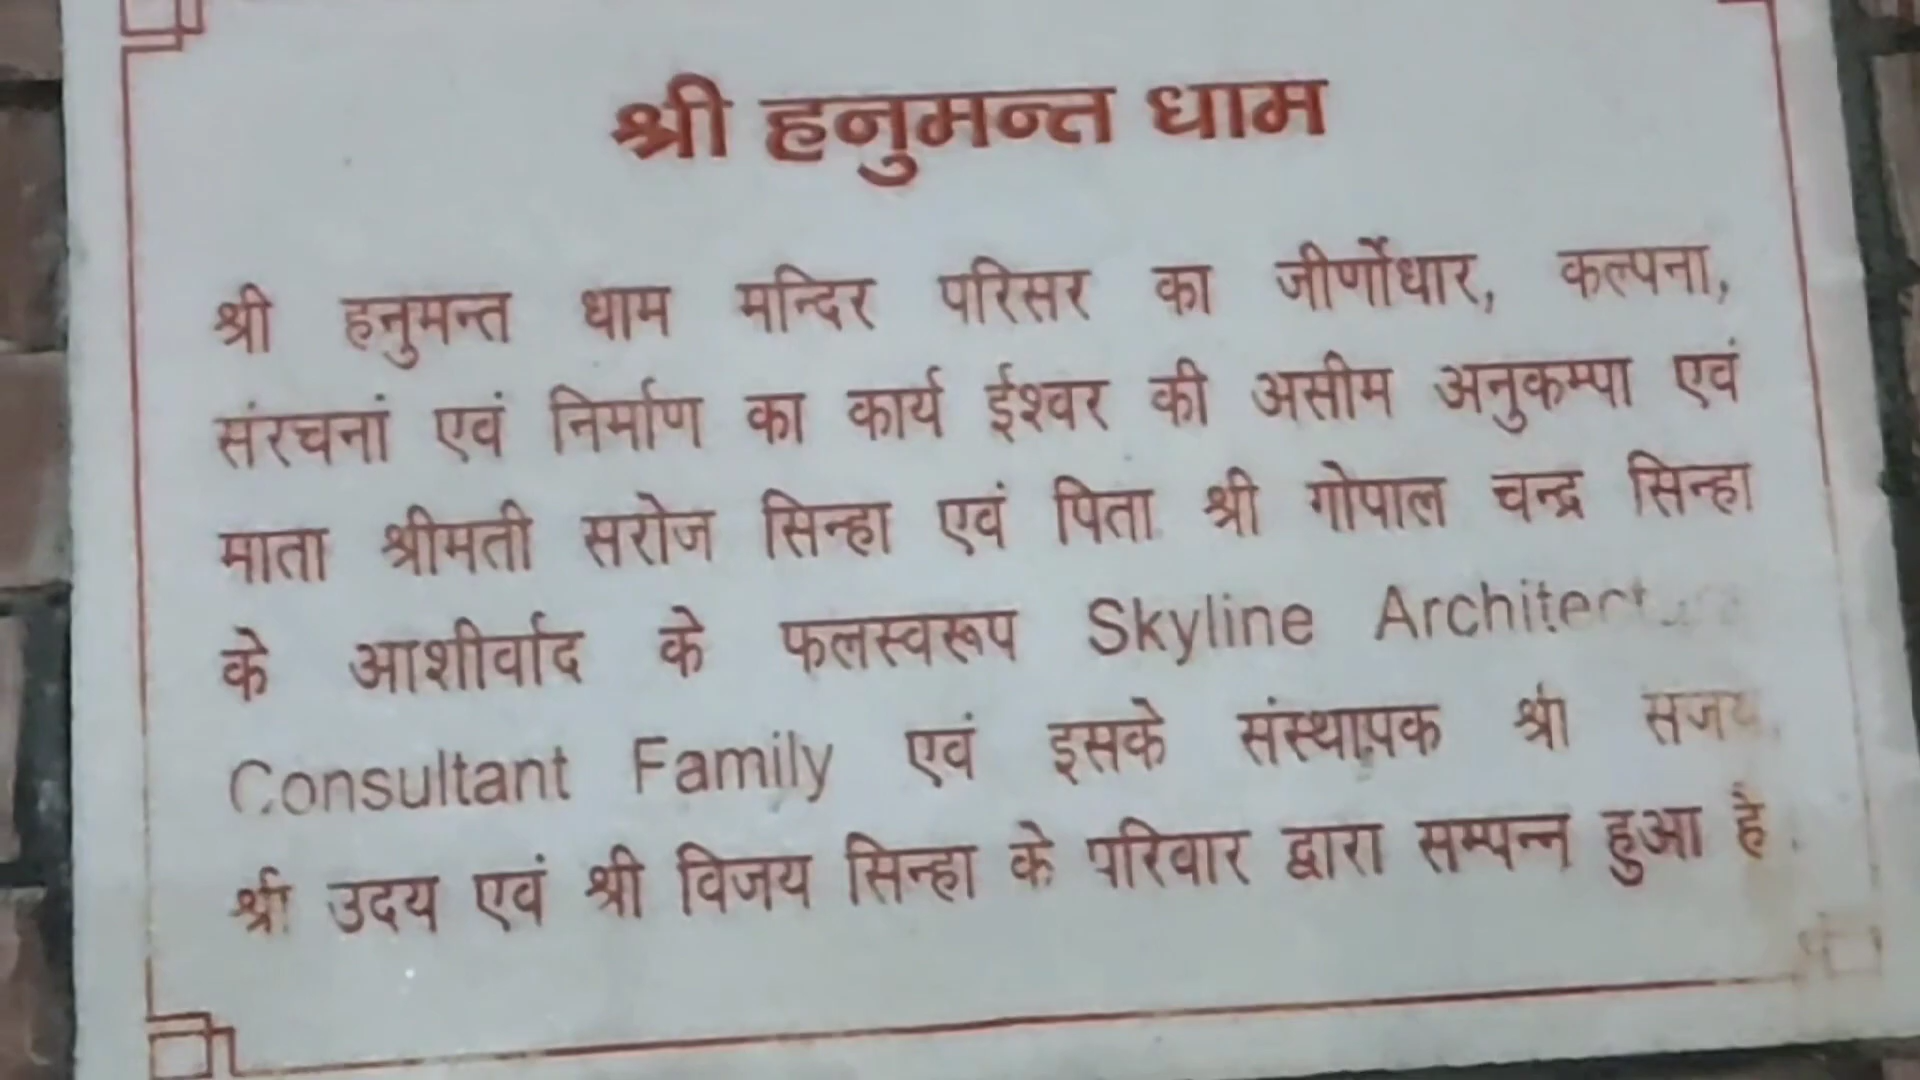 श्री हनुमन्त धाम
श्री हनुमन्त धाम मन्दिर परिसर का जीर्णोधार, कल्पना,
संरचनां एवं निर्माण का कार्य ईश्वर की असीम अनुकम्पा एवं
माता श्रीमती सरोज सिन्हा एवं पिता श्री गोपाल चन्द्र सिन्हा
के आशीर्वाद के फलस्वरूप Skyline
Consultant Family एवं इसके संस्थापक श्री संजय
श्री उदय एवं श्री विजय सिन्हा के परिवार द्वारा सम्पन्न हुआ है